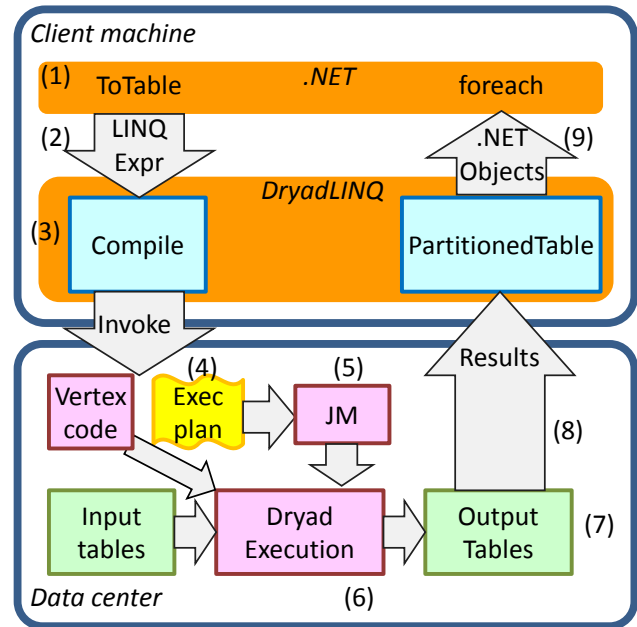 Client machine
(1)
ToTable
.NET
foreach
(2)
LINQ
Expr
.NET
Objects
(9)
DryadLINQ
(3)
Compile
PartitionedTable
Invoke
Results
(4)
(5)
Vertex
code
Exec
plan
JM
(8)
Input
tables
Dryad
Execution
Output
Tables
(7)
(6)
Data center